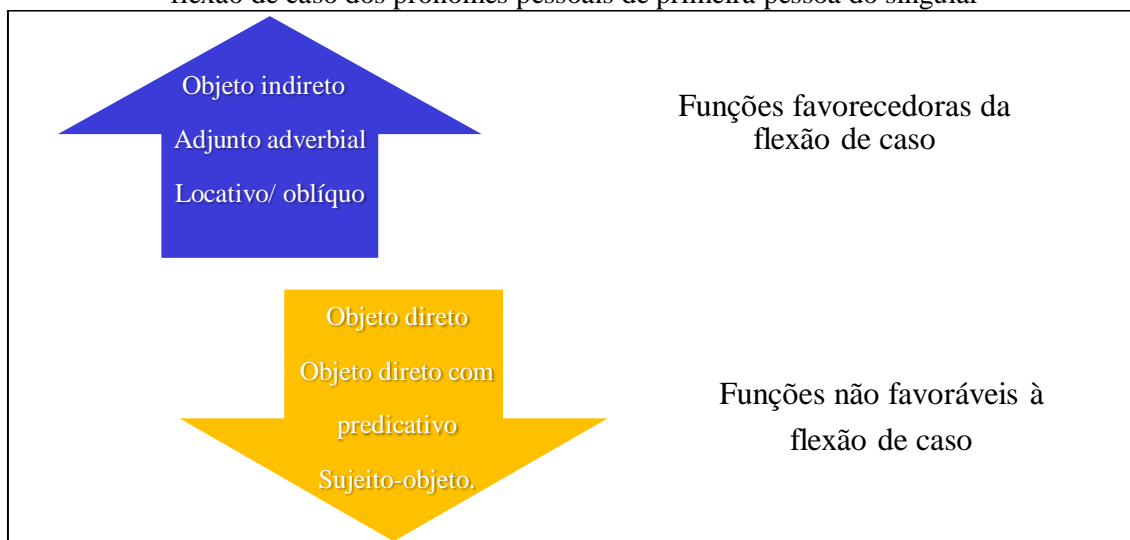 flexão de caso dos pronomes pessoais de primeira pessoa do singular
Objeto indireto
Adjunto adverbial
Locativo/ oblíquo
Funções favorecedoras da
flexão de caso
Objeto direto
Objeto direto com
predicativo
Sujeito-objeto.
Funções não favoráveis à
flexão de caso